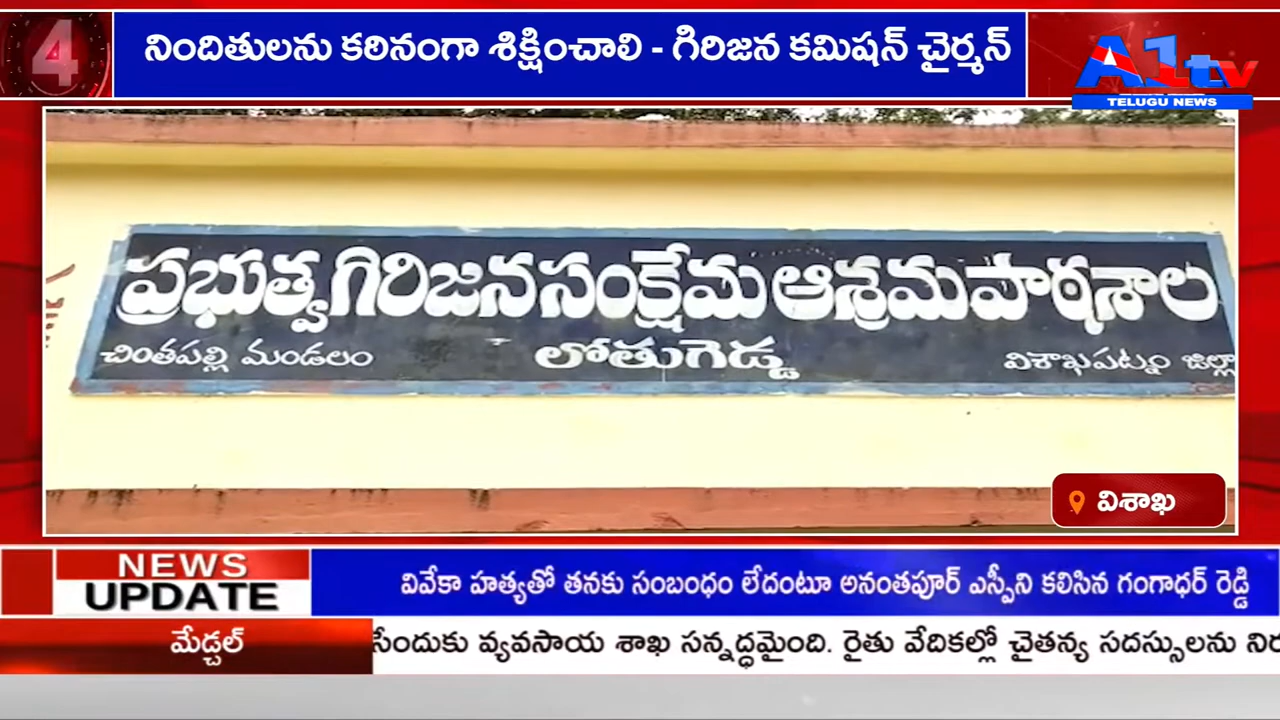 4
నిందితులను కఠినంగా శిక్షించాలి - గిరిజన కమిషన్ చైర్మన్
A1tv
TELUGU NEWS
ప్రభుత్వ గిరిజన సంక్షేమ ఆశ్రమ పాఠశాల
చింతపల్లి మండలం లోతుగెడ్డ విశాఖపట్నం జిల్లా
విశాఖ
NEWS
UPDATE
వివేకా హత్యతో తనకు సంబంధం లేదంటూ అనంతపూర్ ఎస్పీని కలిసిన గంగాధర్ రెడ్డి
మేడ్చల్
సేందుకు వ్యవసాయ శాఖ సన్నద్ధమైంది. రైతు వేదికల్లో చైతన్య సదస్సులను